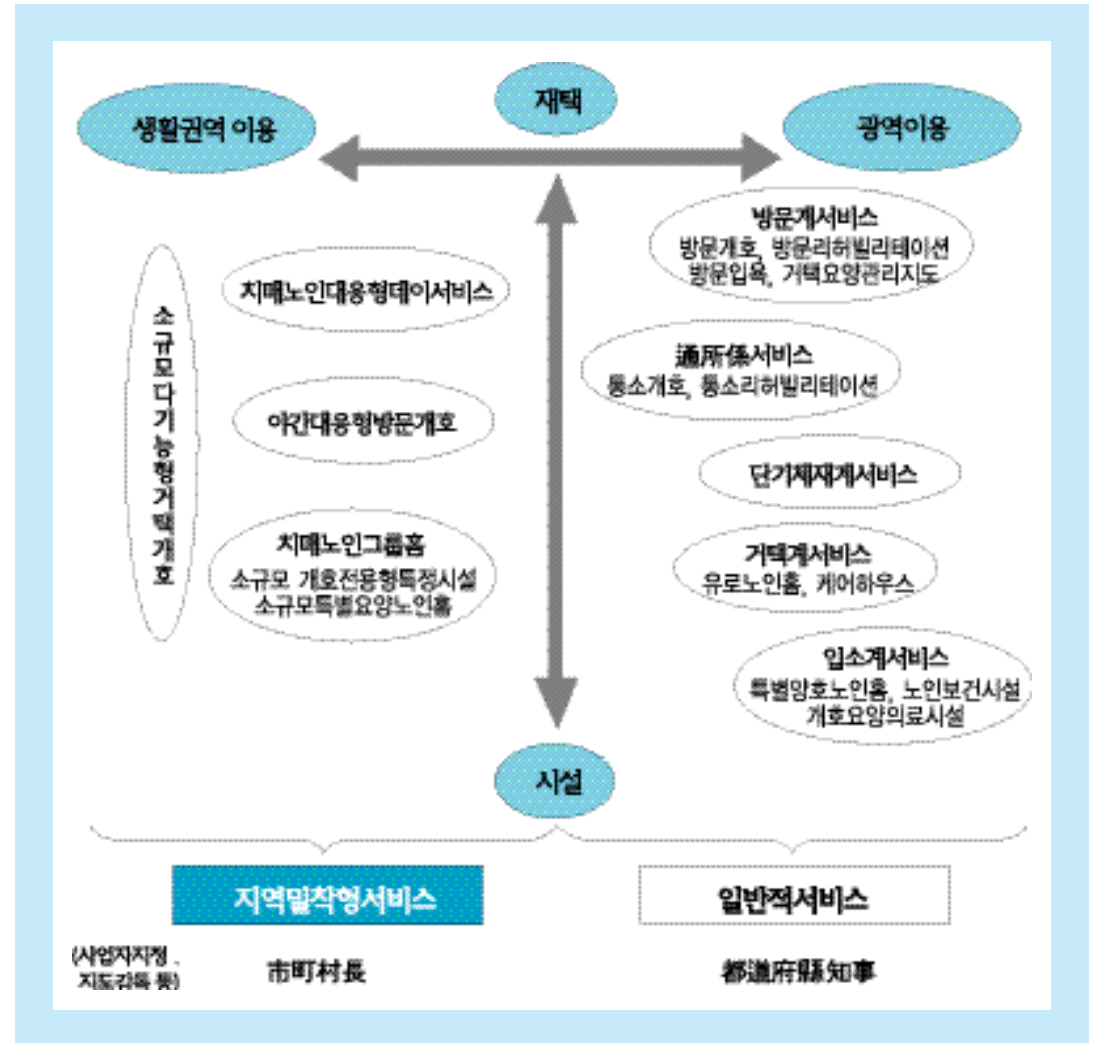 재택
생활권역 이용
광역이용
방문계서비스
방문개호, 방문리허빌리테이션
방문입욕, 거택요양관리지도
치매노인대응형데이서비스
소규모다기능형거택개호
通所係서비스
통소개호, 통소리허빌리테이션
야간대응형방문개호
단기체재계서비스
치매노인그룹홈
소규모 개호전용형특정시설
소규모특별요양노인홈
거택계서비스
유로노인홈, 케어하우스
입소계서비스
특별양호노인홈, 노인보건시설
개호요양의료시설
시설
지역밀착형서비스
일반적서비스
(사업자지정、
지도감독 등)
市町村長
都道府縣知事